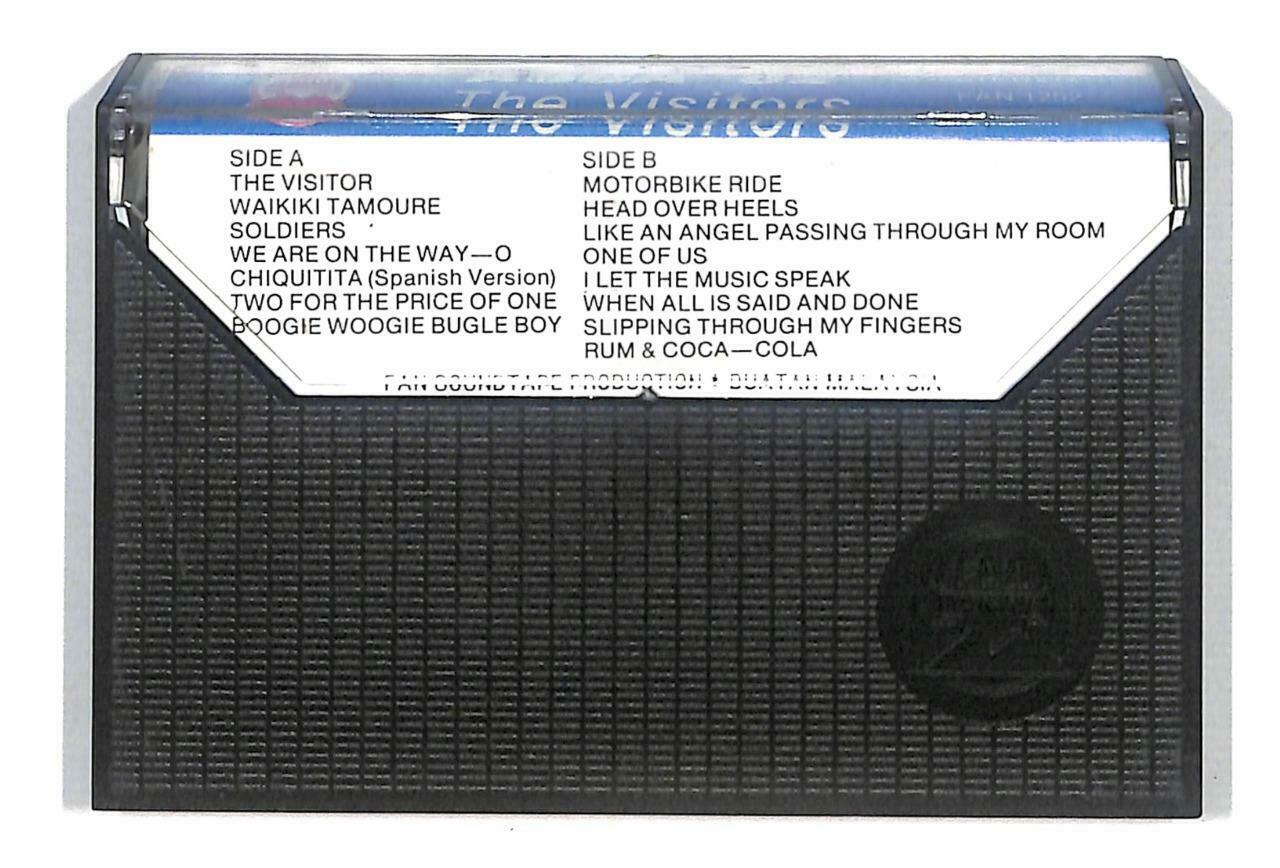 The Visitors
SIDE A
THE VISITOR
WAIKIKI TAMOURE
SOLDIERS
WE ARE ON THE WAY—O
CHIQUITITA (Spanish Version)
TWO FOR THE PRICE OF ONE
BOOGIE WOOGIE BUGLE BOY
SIDE B
MOTORBIKE RIDE
HEAD OVER HEELS
LIKE AN ANGEL PASSING THROUGH MY ROOM
ONE OF US
I LET THE MUSIC SPEAK
WHEN ALL IS SAID AND DONE
SLIPPING THROUGH MY FINGERS
RUM & COCA—COLA
FAN SOUNDTAPE PRODUCTION * BUATAN MALAYSIA